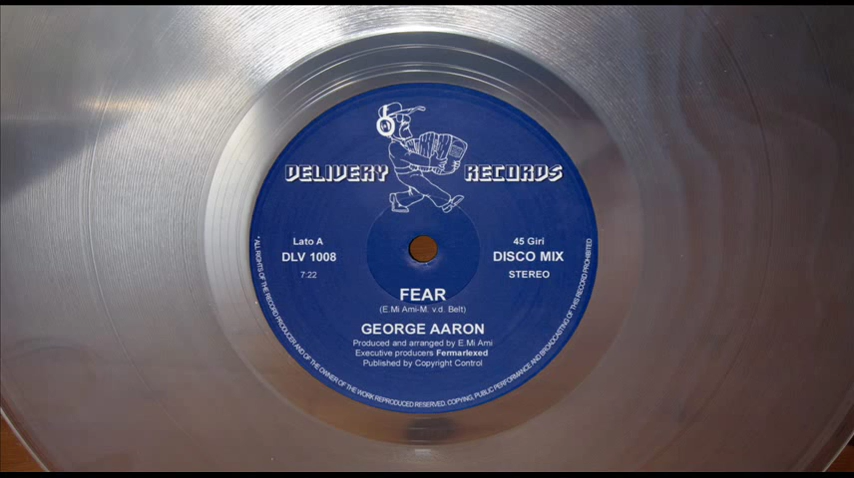 DELIVERY RECORDS
Lato A
DLV 1008
7:22
45 Giri
DISCO MIX
STEREO
FEAR
(E.Mi Ami-M. v.d. Belt)
GEORGE AARON
Produced and arranged by E.Mi Ami
Executive producers Fermarlexed
Published by Copyright Control
* ALL RIGHTS OF THE RECORD PRODUCER AND OF THE OWNER OF THE WORK REPRODUCED RESERVED. COPYING, PUBLIC PERFORMANCE AND BROADCASTING OF THIS RECORD PROHIBITED